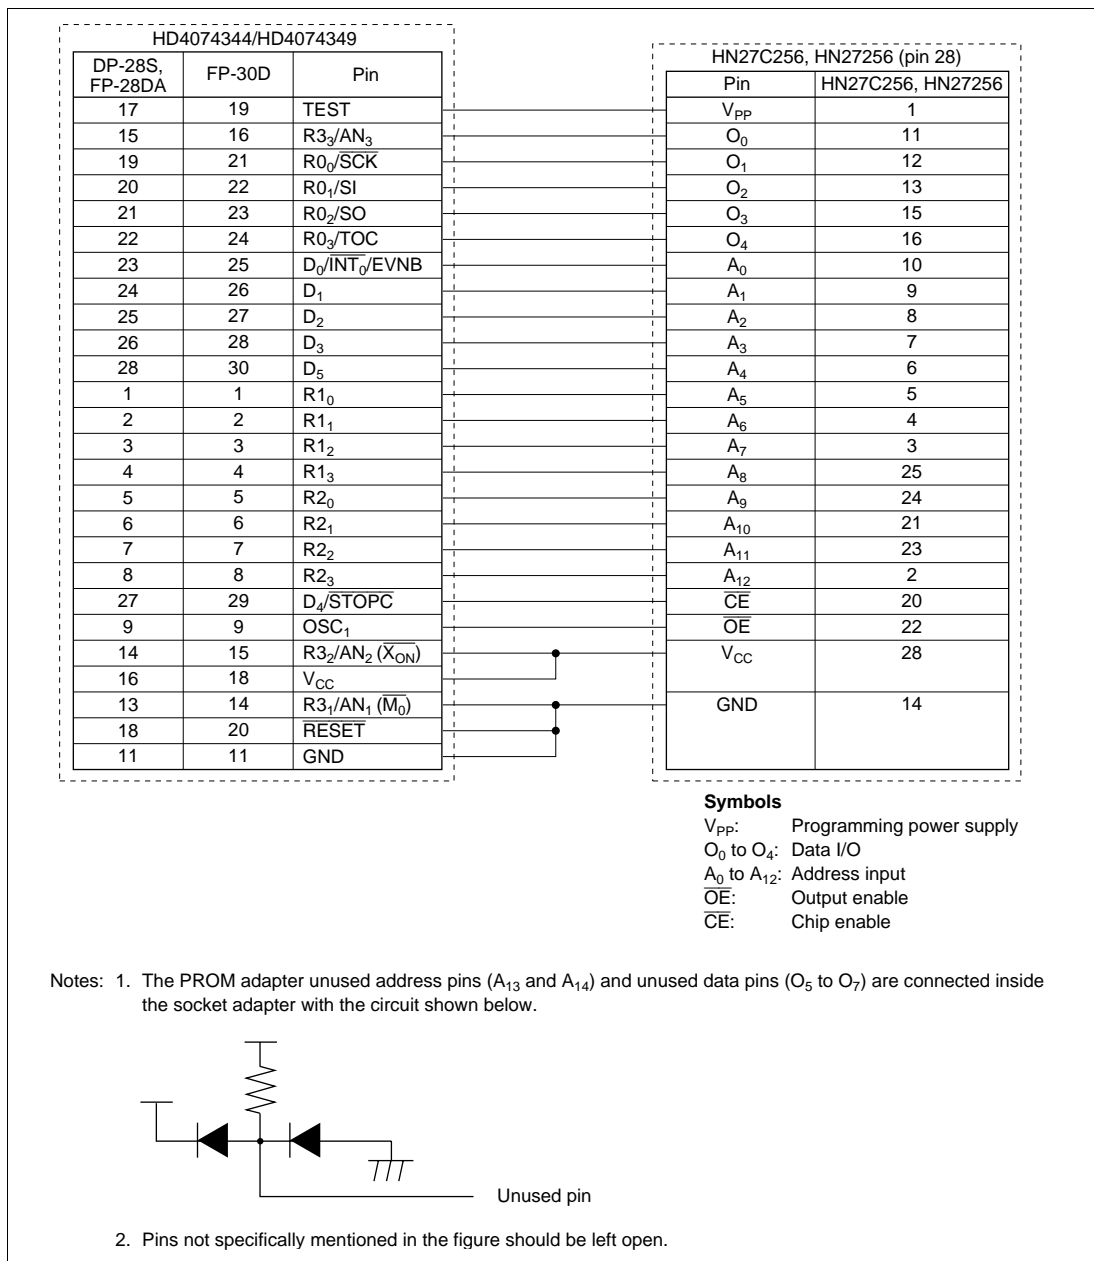 HD4074344/HD4074349
DP-28S, FP-28DA | FP-30D | Pin
17 | 19 | TEST
15 | 16 | R3₃/AN₃
19 | 21 | R0₀/S̅C̅K̅
20 | 22 | R0₁/SI
21 | 23 | R0₂/SO
22 | 24 | R0₃/TOC
23 | 25 | D₀/I̅N̅T̅₀/EVNB
24 | 26 | D₁
25 | 27 | D₂
26 | 28 | D₃
28 | 30 | D₅
1 | 1 | R1₀
2 | 2 | R1₁
3 | 3 | R1₂
4 | 4 | R1₃
5 | 5 | R2₀
6 | 6 | R2₁
7 | 7 | R2₂
8 | 8 | R2₃
27 | 29 | D₄/S̅T̅O̅P̅C̅
9 | 9 | OSC₁
14 | 15 | R3₂/AN₂ (X̅_O̅N̅)
16 | 18 | V_CC
13 | 14 | R3₁/AN₁ (M̅₀)
18 | 20 | R̅E̅S̅E̅T̅
11 | 11 | GND
HN27C256, HN27256 (pin 28)
Pin | HN27C256, HN27256
V_PP | 1
O₀ | 11
O₁ | 12
O₂ | 13
O₃ | 15
O₄ | 16
A₀ | 10
A₁ | 9
A₂ | 8
A₃ | 7
A₄ | 6
A₅ | 5
A₆ | 4
A₇ | 3
A₈ | 25
A₉ | 24
A₁₀ | 21
A₁₁ | 23
A₁₂ | 2
C̅E̅ | 20
O̅E̅ | 22
V_CC | 28
GND | 14
Symbols
V_PP: Programming power supply
O₀ to O₄: Data I/O
A₀ to A₁₂: Address input
O̅E̅: Output enable
C̅E̅: Chip enable
Notes: 1. The PROM adapter unused address pins (A₁₃ and A₁₄) and unused data pins (O₅ to O₇) are connected inside
the socket adapter with the circuit shown below.
Unused pin
2. Pins not specifically mentioned in the figure should be left open.